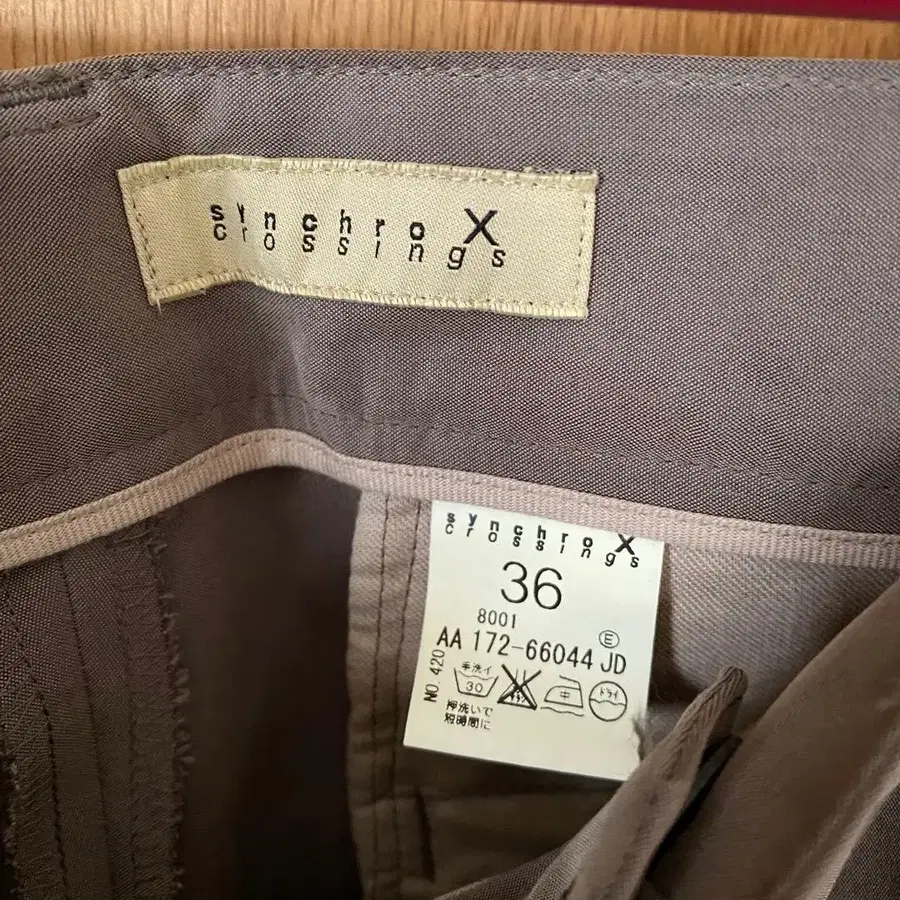 synchro X
crossings
synchro X
crossings
36
8001
Ⓔ
AA 172-66044 JD
NO. 420
手洗イ
30
中
ドライ
押洗いで
短時間に